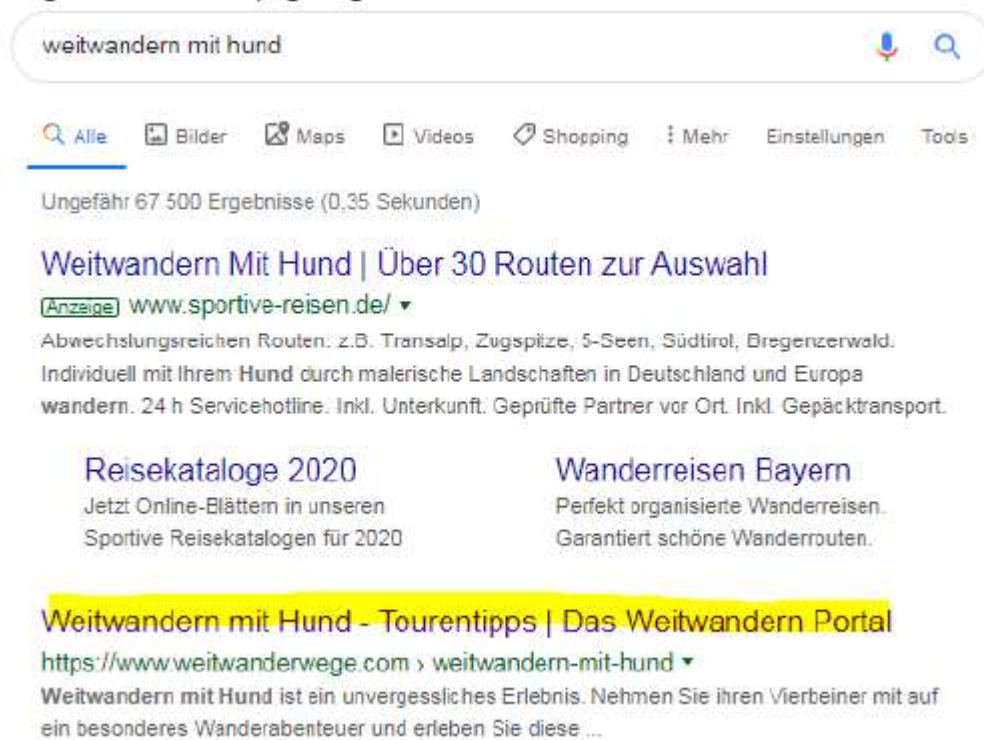 weitwandern mit hund
Alle Bilder Maps Videos Shopping Mehr Einstellungen Tools
Ungefähr 67 500 Ergebnisse (0,35 Sekunden)
Weitwandern Mit Hund | Über 30 Routen zur Auswahl
Anzeige www.sportive-reisen.de/
Abwechslungsreichen Routen: z.B. Transalp, Zugspitze, 5-Seen, Südtirol, Bregenzerwald.
Individuell mit Ihrem Hund durch malerische Landschaften in Deutschland und Europa
wandern. 24 h Servicehotline. Inkl. Unterkunft. Geprüfte Partner vor Ort. Inkl. Gepäcktransport.
Reisekataloge 2020
Jetzt Online-Blättern in unseren
Sportive Reisekatalogen für 2020
Wanderreisen Bayern
Perfekt organisierte Wanderreisen.
Garantiert schöne Wanderrouten.
Weitwandern mit Hund - Tourentipps | Das Weitwandern Portal
https://www.weitwanderwege.com › weitwandern-mit-hund
Weitwandern mit Hund ist ein unvergessliches Erlebnis. Nehmen Sie ihren Vierbeiner mit auf
ein besonderes Wanderabenteuer und erleben Sie diese ...